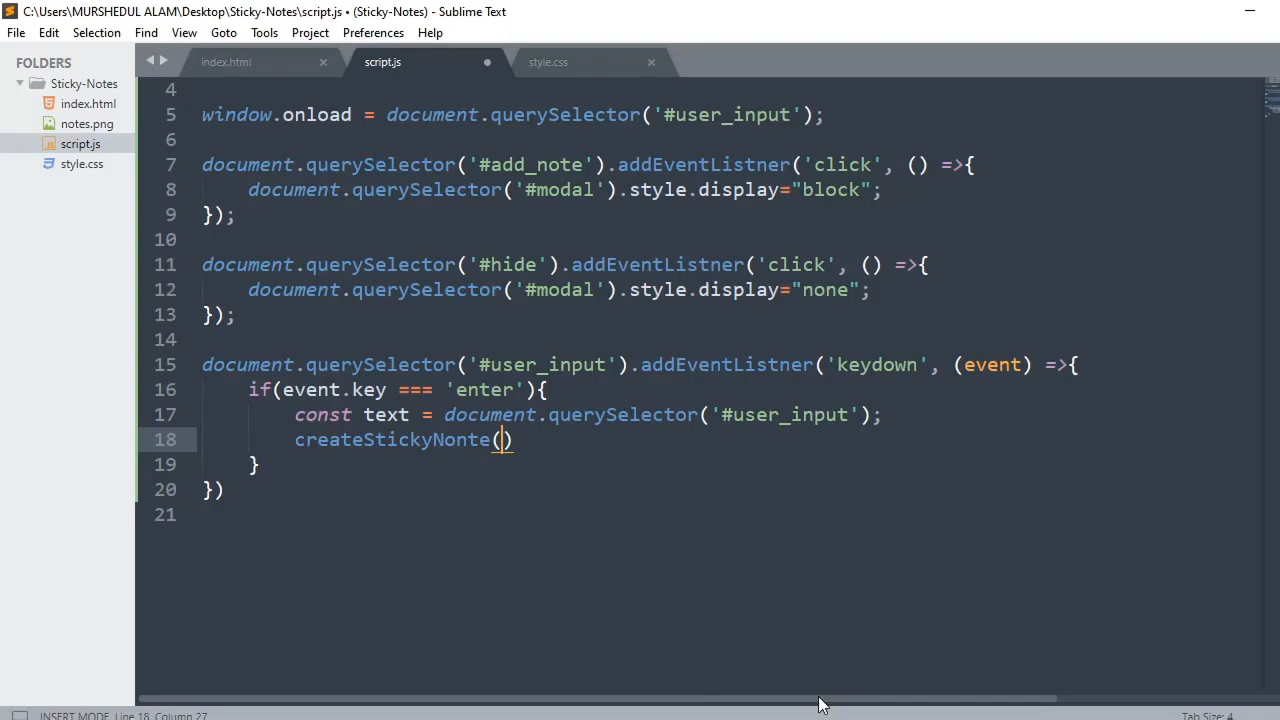 C:\Users\MURSHEDUL ALAM\Desktop\Sticky-Notes\script.js • (Sticky-Notes) - Sublime Text
File Edit Selection Find View Goto Tools Project Preferences Help
FOLDERS
Sticky-Notes
index.html
notes.png
script.js
style.css
index.html script.js style.css
4
5 window.onload = document.querySelector('#user_input');
6
7 document.querySelector('#add_note').addEventListner('click', () =>{
8 document.querySelector('#modal').style.display="block";
9 });
10
11 document.querySelector('#hide').addEventListner('click', () =>{
12 document.querySelector('#modal').style.display="none";
13 });
14
15 document.querySelector('#user_input').addEventListner('keydown', (event) =>{
16 if(event.key === 'enter'){
17 const text = document.querySelector('#user_input');
18 createStickyNonte()
19 }
20 })
21
INSERT MODE, Line 18, Column 27 Tab Size: 4